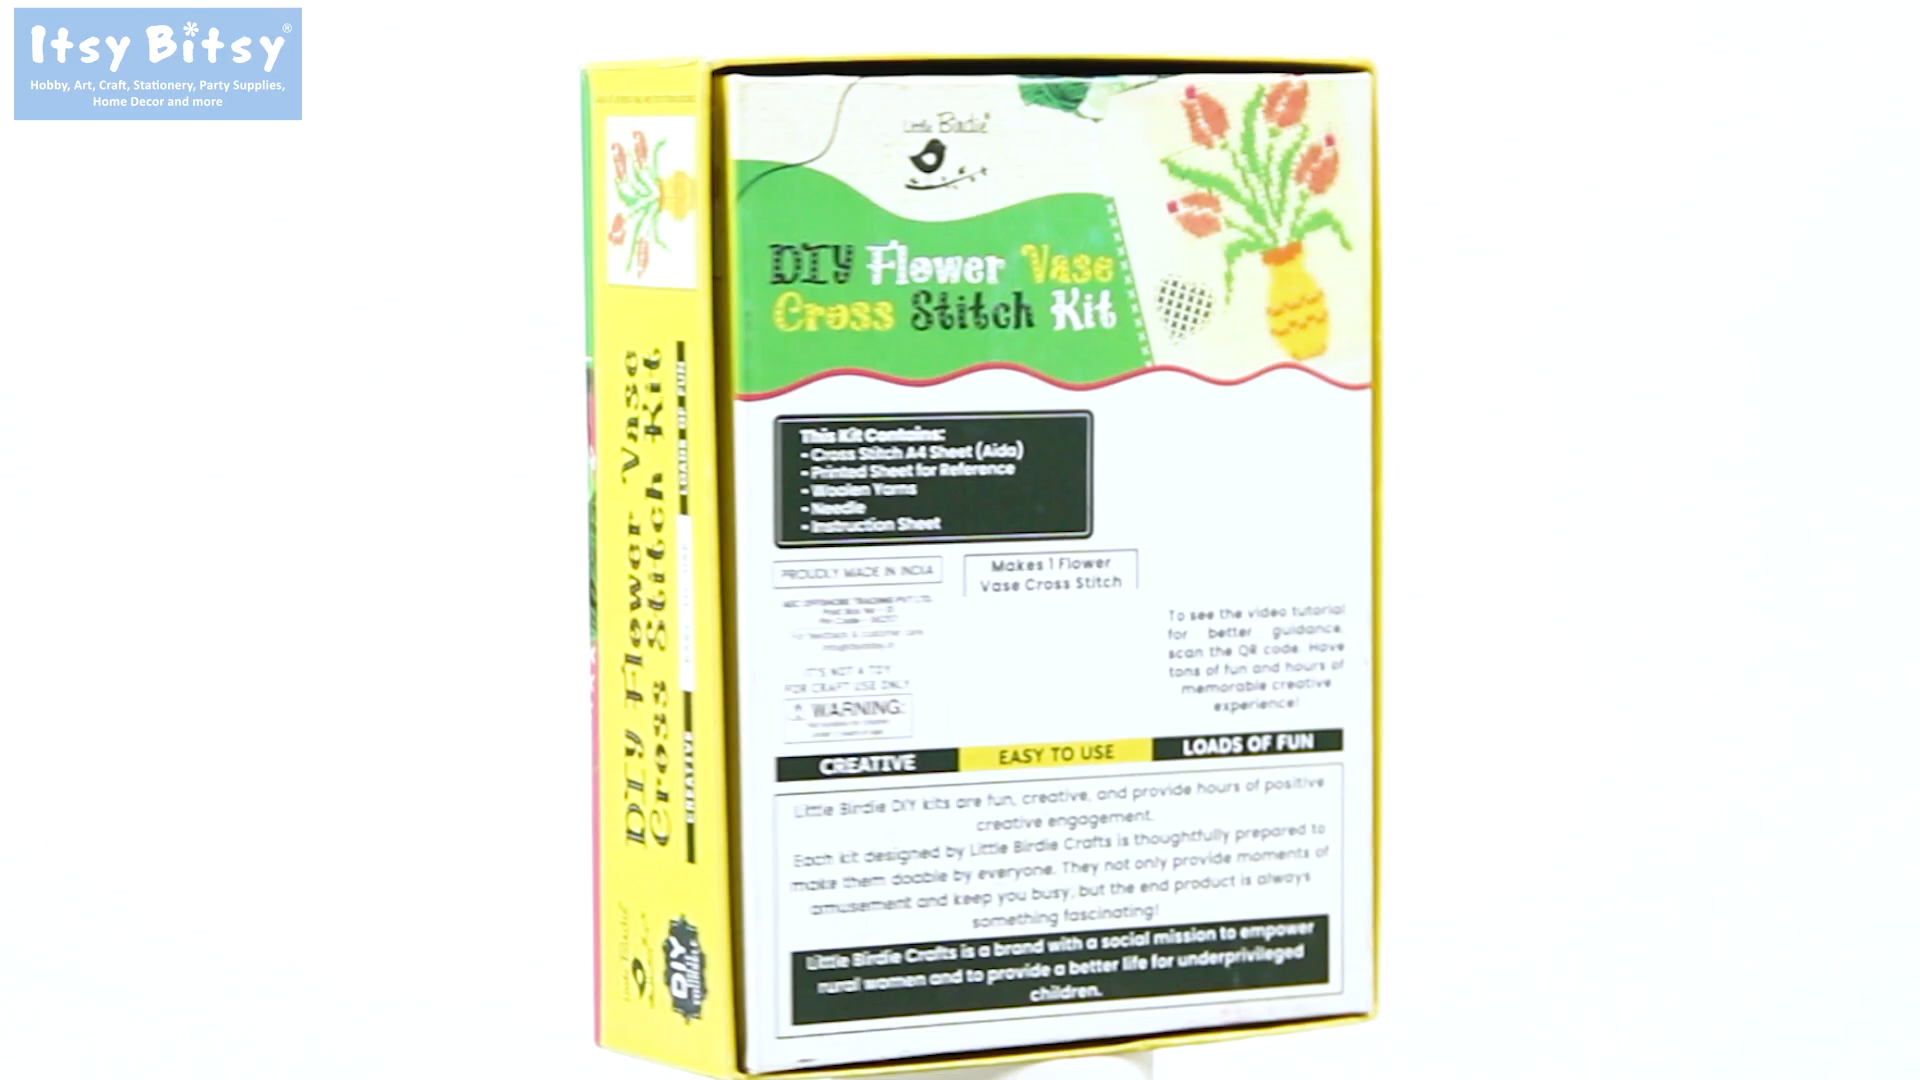 Itsy Bitsy®
Hobby, Art, Craft, Stationery, Party Supplies,
Home Decor and more
Little Birdie®
DIY Flower Vase
Cross Stitch Kit
This Kit Contains:
- Cross Stitch A4 Sheet (Aida)
- Printed Sheet for Reference
- Woolen Yarns
- Needle
- Instruction Sheet
PROUDLY MADE IN INDIA
Makes 1 Flower
Vase Cross Stitch
To see the video tutorial
for better guidance,
scan the QR code. Have
tons of fun and hours of
memorable creative
experience!
For feedback & customer care
IT'S NOT A TOY
FOR CRAFT USE ONLY
WARNING:
CREATIVE EASY TO USE LOADS OF FUN
Little Birdie DIY kits are fun, creative, and provide hours of positive
creative engagement.
Each kit designed by Little Birdie Crafts is thoughtfully prepared to
make them doable by everyone. They not only provide moments of
amusement and keep you busy, but the end product is always
something fascinating!
Little Birdie Crafts is a brand with a social mission to empower
rural women and to provide a better life for underprivileged
children.
DIY Flower Vase
Cross Stitch Kit
CREATIVE LOADS OF FUN
Little Birdie
DIY